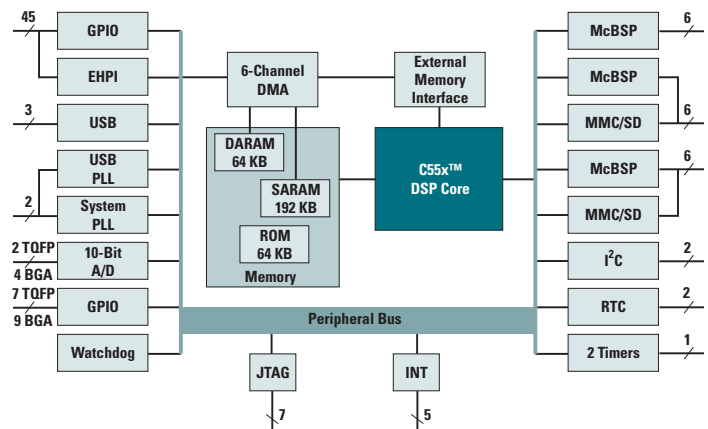 45
GPIO
EHPI
3
USB
USB
PLL
2
System
PLL
2 TQFP
4 BGA
10-Bit
A/D
7 TQFP
9 BGA
GPIO
Watchdog
6-Channel
DMA
External
Memory
Interface
DARAM
64 KB
SARAM
192 KB
ROM
64 KB
Memory
C55x™
DSP Core
Peripheral Bus
JTAG
7
INT
5
McBSP
6
McBSP
MMC/SD
6
McBSP
6
MMC/SD
I²C
2
RTC
2
2 Timers
1